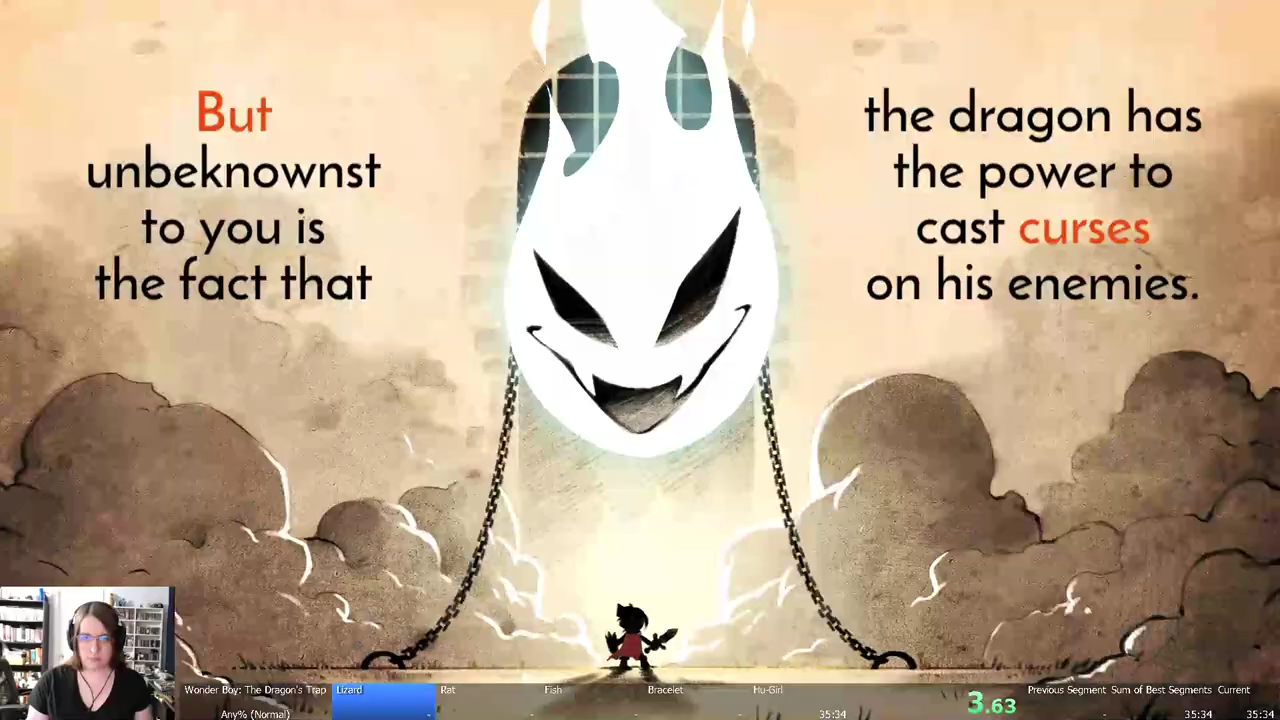 But
unbeknownst
to you is
the fact that
the dragon has
the power to
cast curses
on his enemies.
Wonder Boy: The Dragon's Trap
Any% (Normal)
Lizard
-
Rat
-
Fish
-
Bracelet
-
Hu-Girl
35:34
3.63
Previous Segment
-
Sum of Best Segments
35:34
Current
35:34